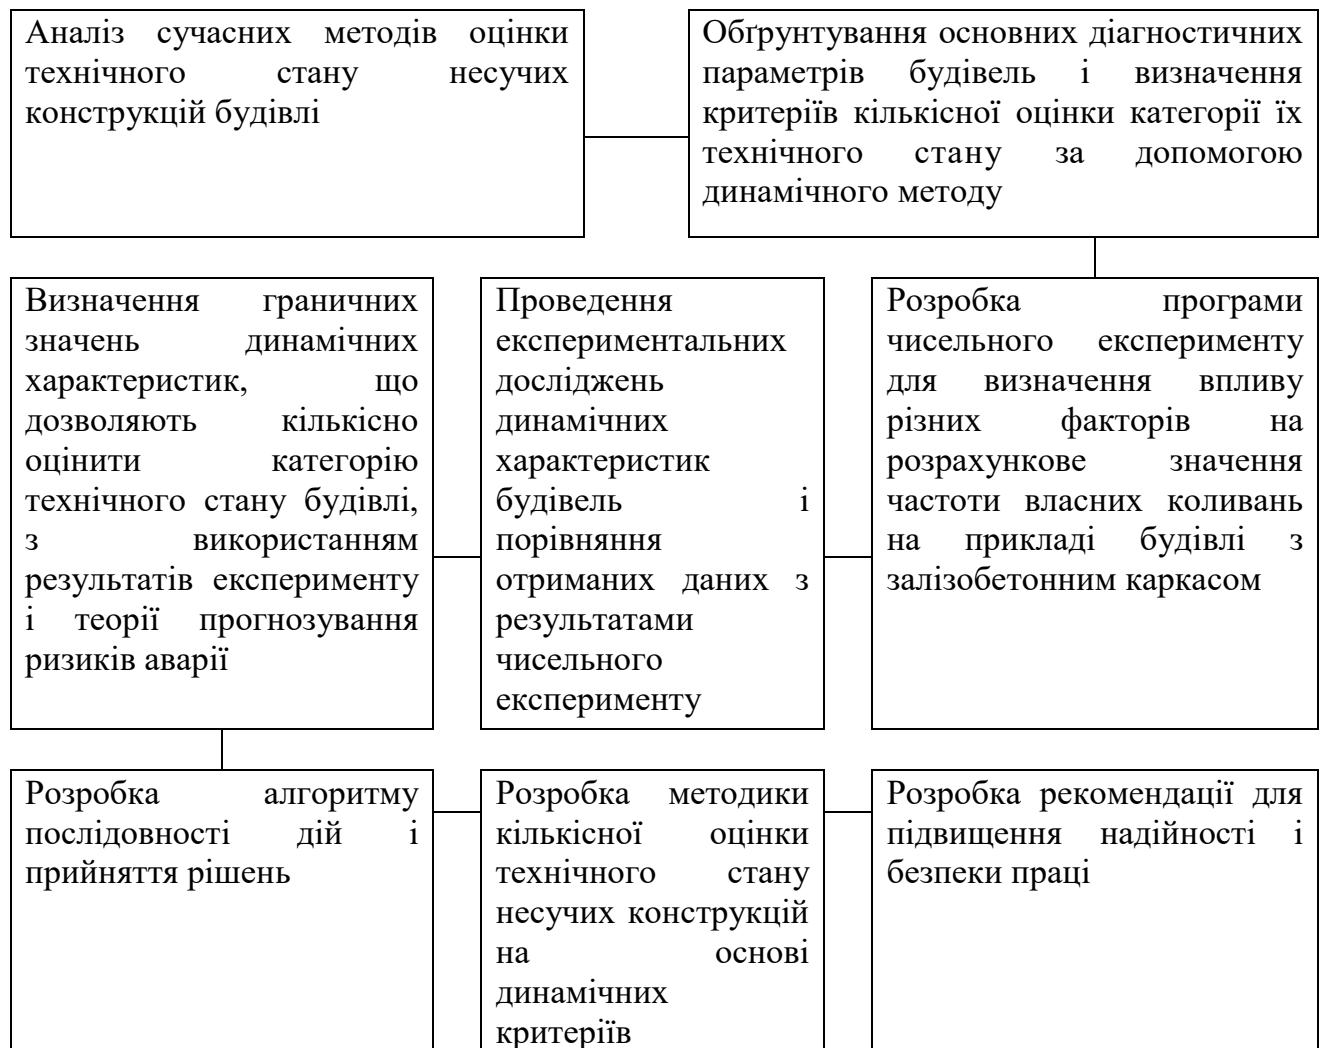 Аналіз сучасних методів оцінки
технічного стану несучих
конструкцій будівлі
Обґрунтування основних діагностичних
параметрів будівель і визначення
критеріїв кількісної оцінки категорії їх
технічного стану за допомогою
динамічного методу
Визначення граничних
значень динамічних
характеристик, що
дозволяють кількісно
оцінити категорію
технічного стану будівлі,
з використанням
результатів експерименту
і теорії прогнозування
ризиків аварії
Проведення
експериментальних
досліджень
динамічних
характеристик
будівель і
порівняння
отриманих даних з
результатами
чисельного
експерименту
Розробка програми
чисельного експерименту
для визначення впливу
різних факторів на
розрахункове значення
частоти власних коливань
на прикладі будівлі з
залізобетонним каркасом
Розробка алгоритму
послідовності дій і
прийняття рішень
Розробка методики
кількісної оцінки
технічного стану
несучих конструкцій
на основі
динамічних
критеріїв
Розробка рекомендації для
підвищення надійності і
безпеки праці